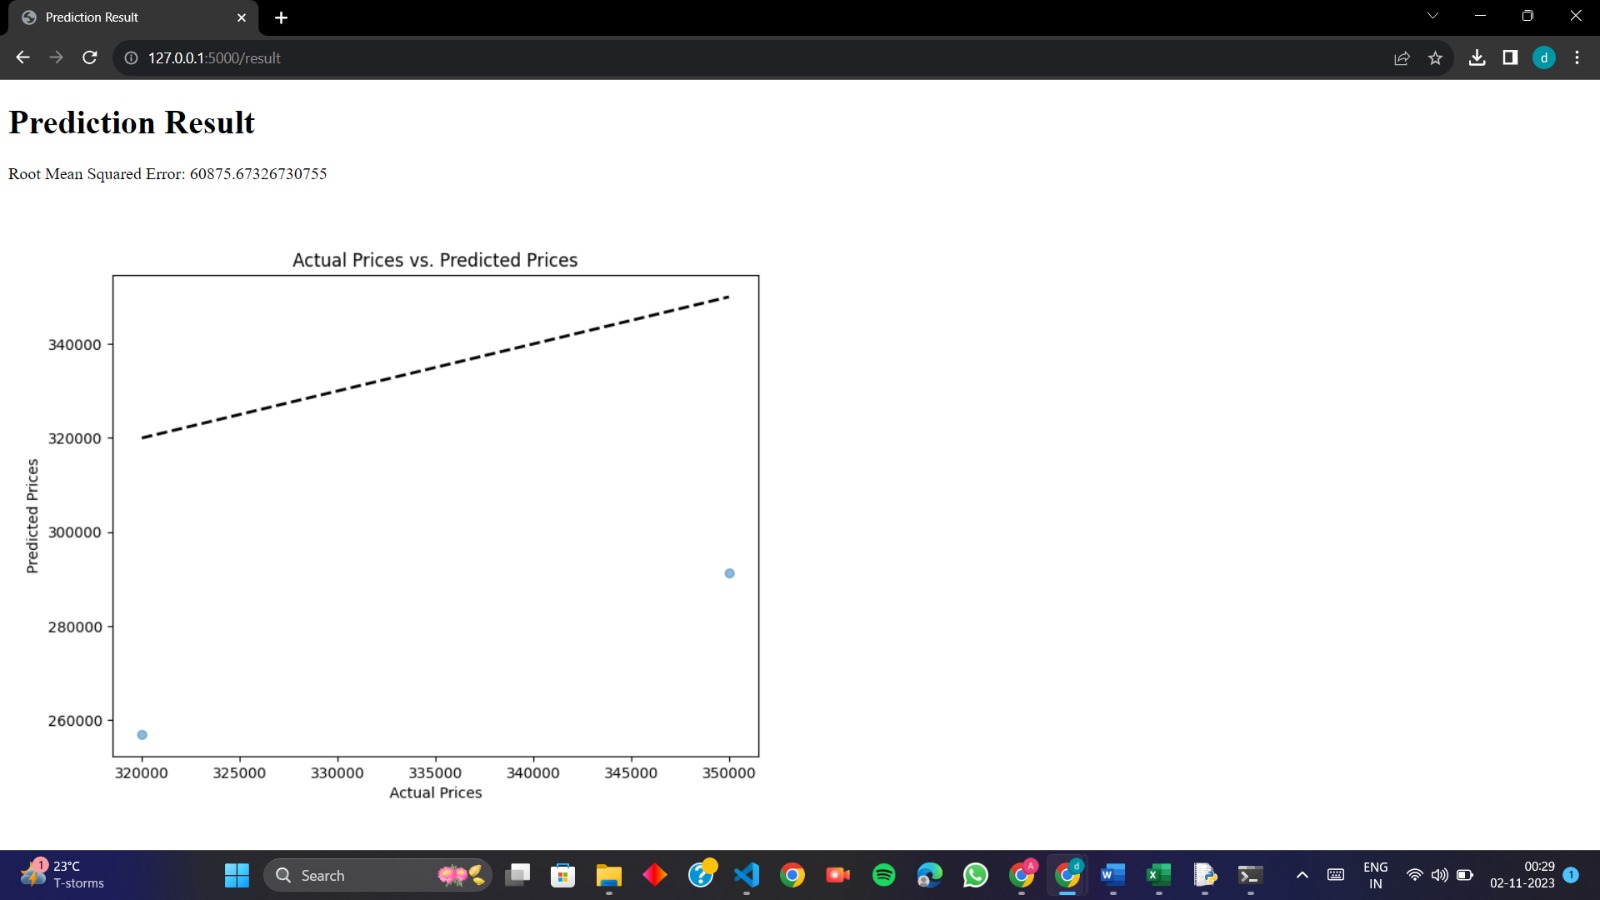 Prediction Result
127.0.0.1:5000/result
d
Prediction Result
Root Mean Squared Error: 60875.67326730755
Actual Prices vs. Predicted Prices
340000
320000
300000
280000
260000
Predicted Prices
320000 325000 330000 335000 340000 345000 350000
Actual Prices
1
23°C
T-storms
Search
A
d
W
X
ENG
IN
00:29
02-11-2023
1